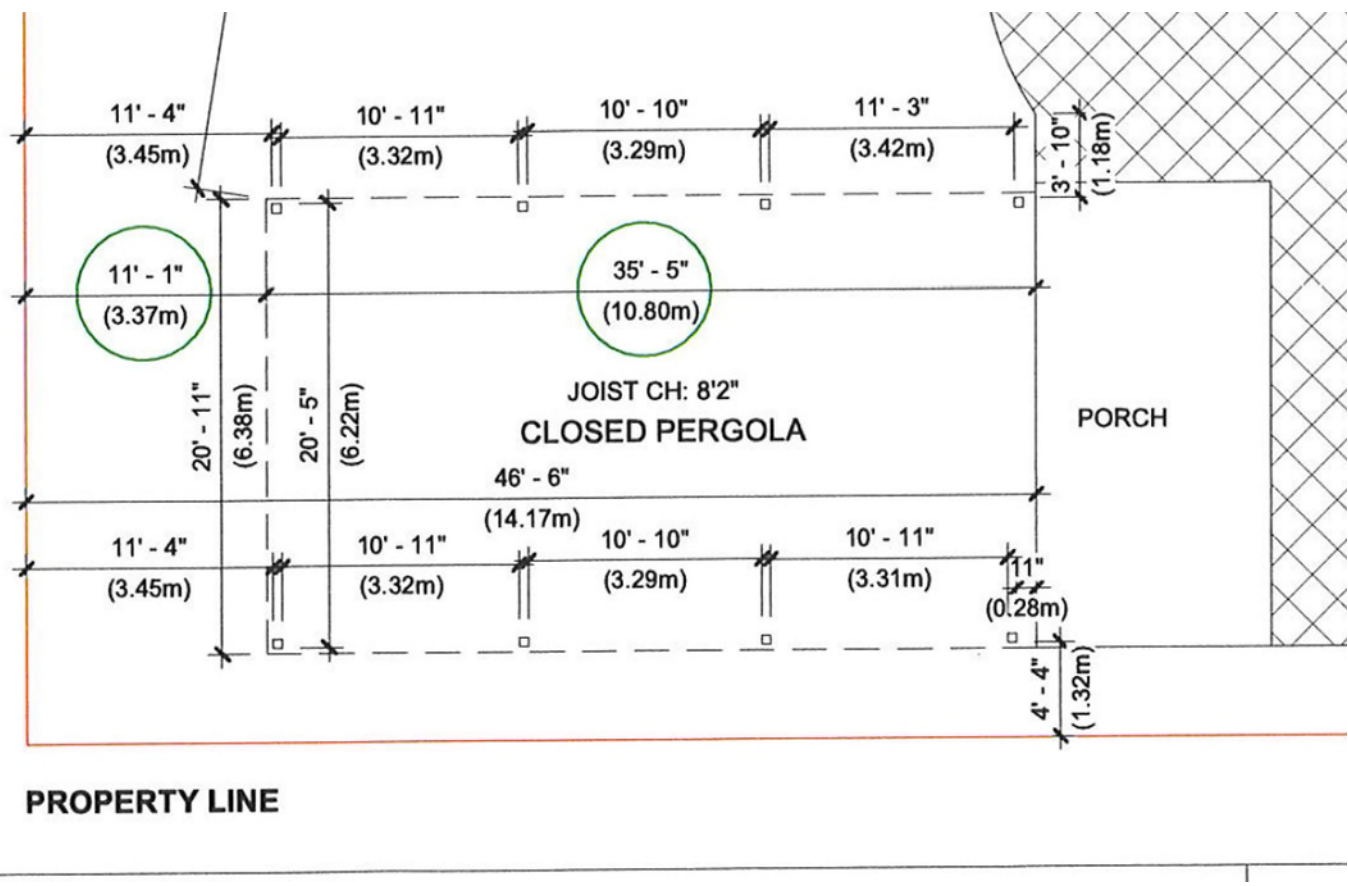 11' - 4"
(3.45m)
10' - 11"
(3.32m)
10' - 10"
(3.29m)
11' - 3"
(3.42m)
3' - 10"
(1.18m)
11' - 1"
(3.37m)
35' - 5"
(10.80m)
20' - 11"
(6.38m)
20' - 5"
(6.22m)
JOIST CH: 8'2"
CLOSED PERGOLA
PORCH
46' - 6"
(14.17m)
11' - 4"
(3.45m)
10' - 11"
(3.32m)
10' - 10"
(3.29m)
10' - 11"
(3.31m)
11"
(0.28m)
4' - 4"
(1.32m)
PROPERTY LINE